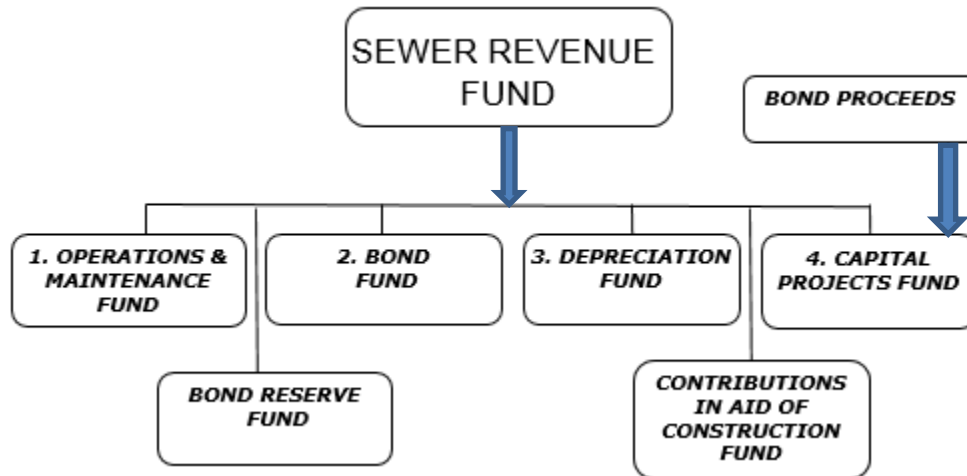 SEWER REVENUE
FUND
BOND PROCEEDS
1. OPERATIONS &
MAINTENANCE
FUND
2. BOND
FUND
3. DEPRECIATION
FUND
4. CAPITAL
PROJECTS FUND
BOND RESERVE
FUND
CONTRIBUTIONS
IN AID OF
CONSTRUCTION
FUND